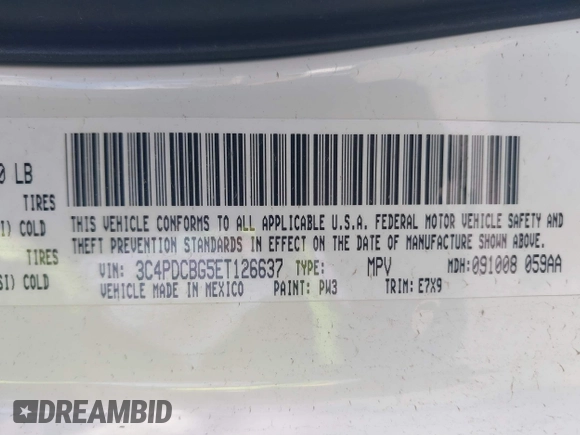 0 LB
TIRES
SI) COLD
TIRES
SI) COLD
THIS VEHICLE CONFORMS TO ALL APPLICABLE U.S.A. FEDERAL MOTOR VEHICLE SAFETY AND
THEFT PREVENTION STANDARDS IN EFFECT ON THE DATE OF MANUFACTURE SHOWN ABOVE.
VIN: 3C4PDCBG5ET126637 TYPE: MPV MDH:091008 059AA
VEHICLE MADE IN MEXICO PAINT: PW3 TRIM: E7X9
DREAMBID